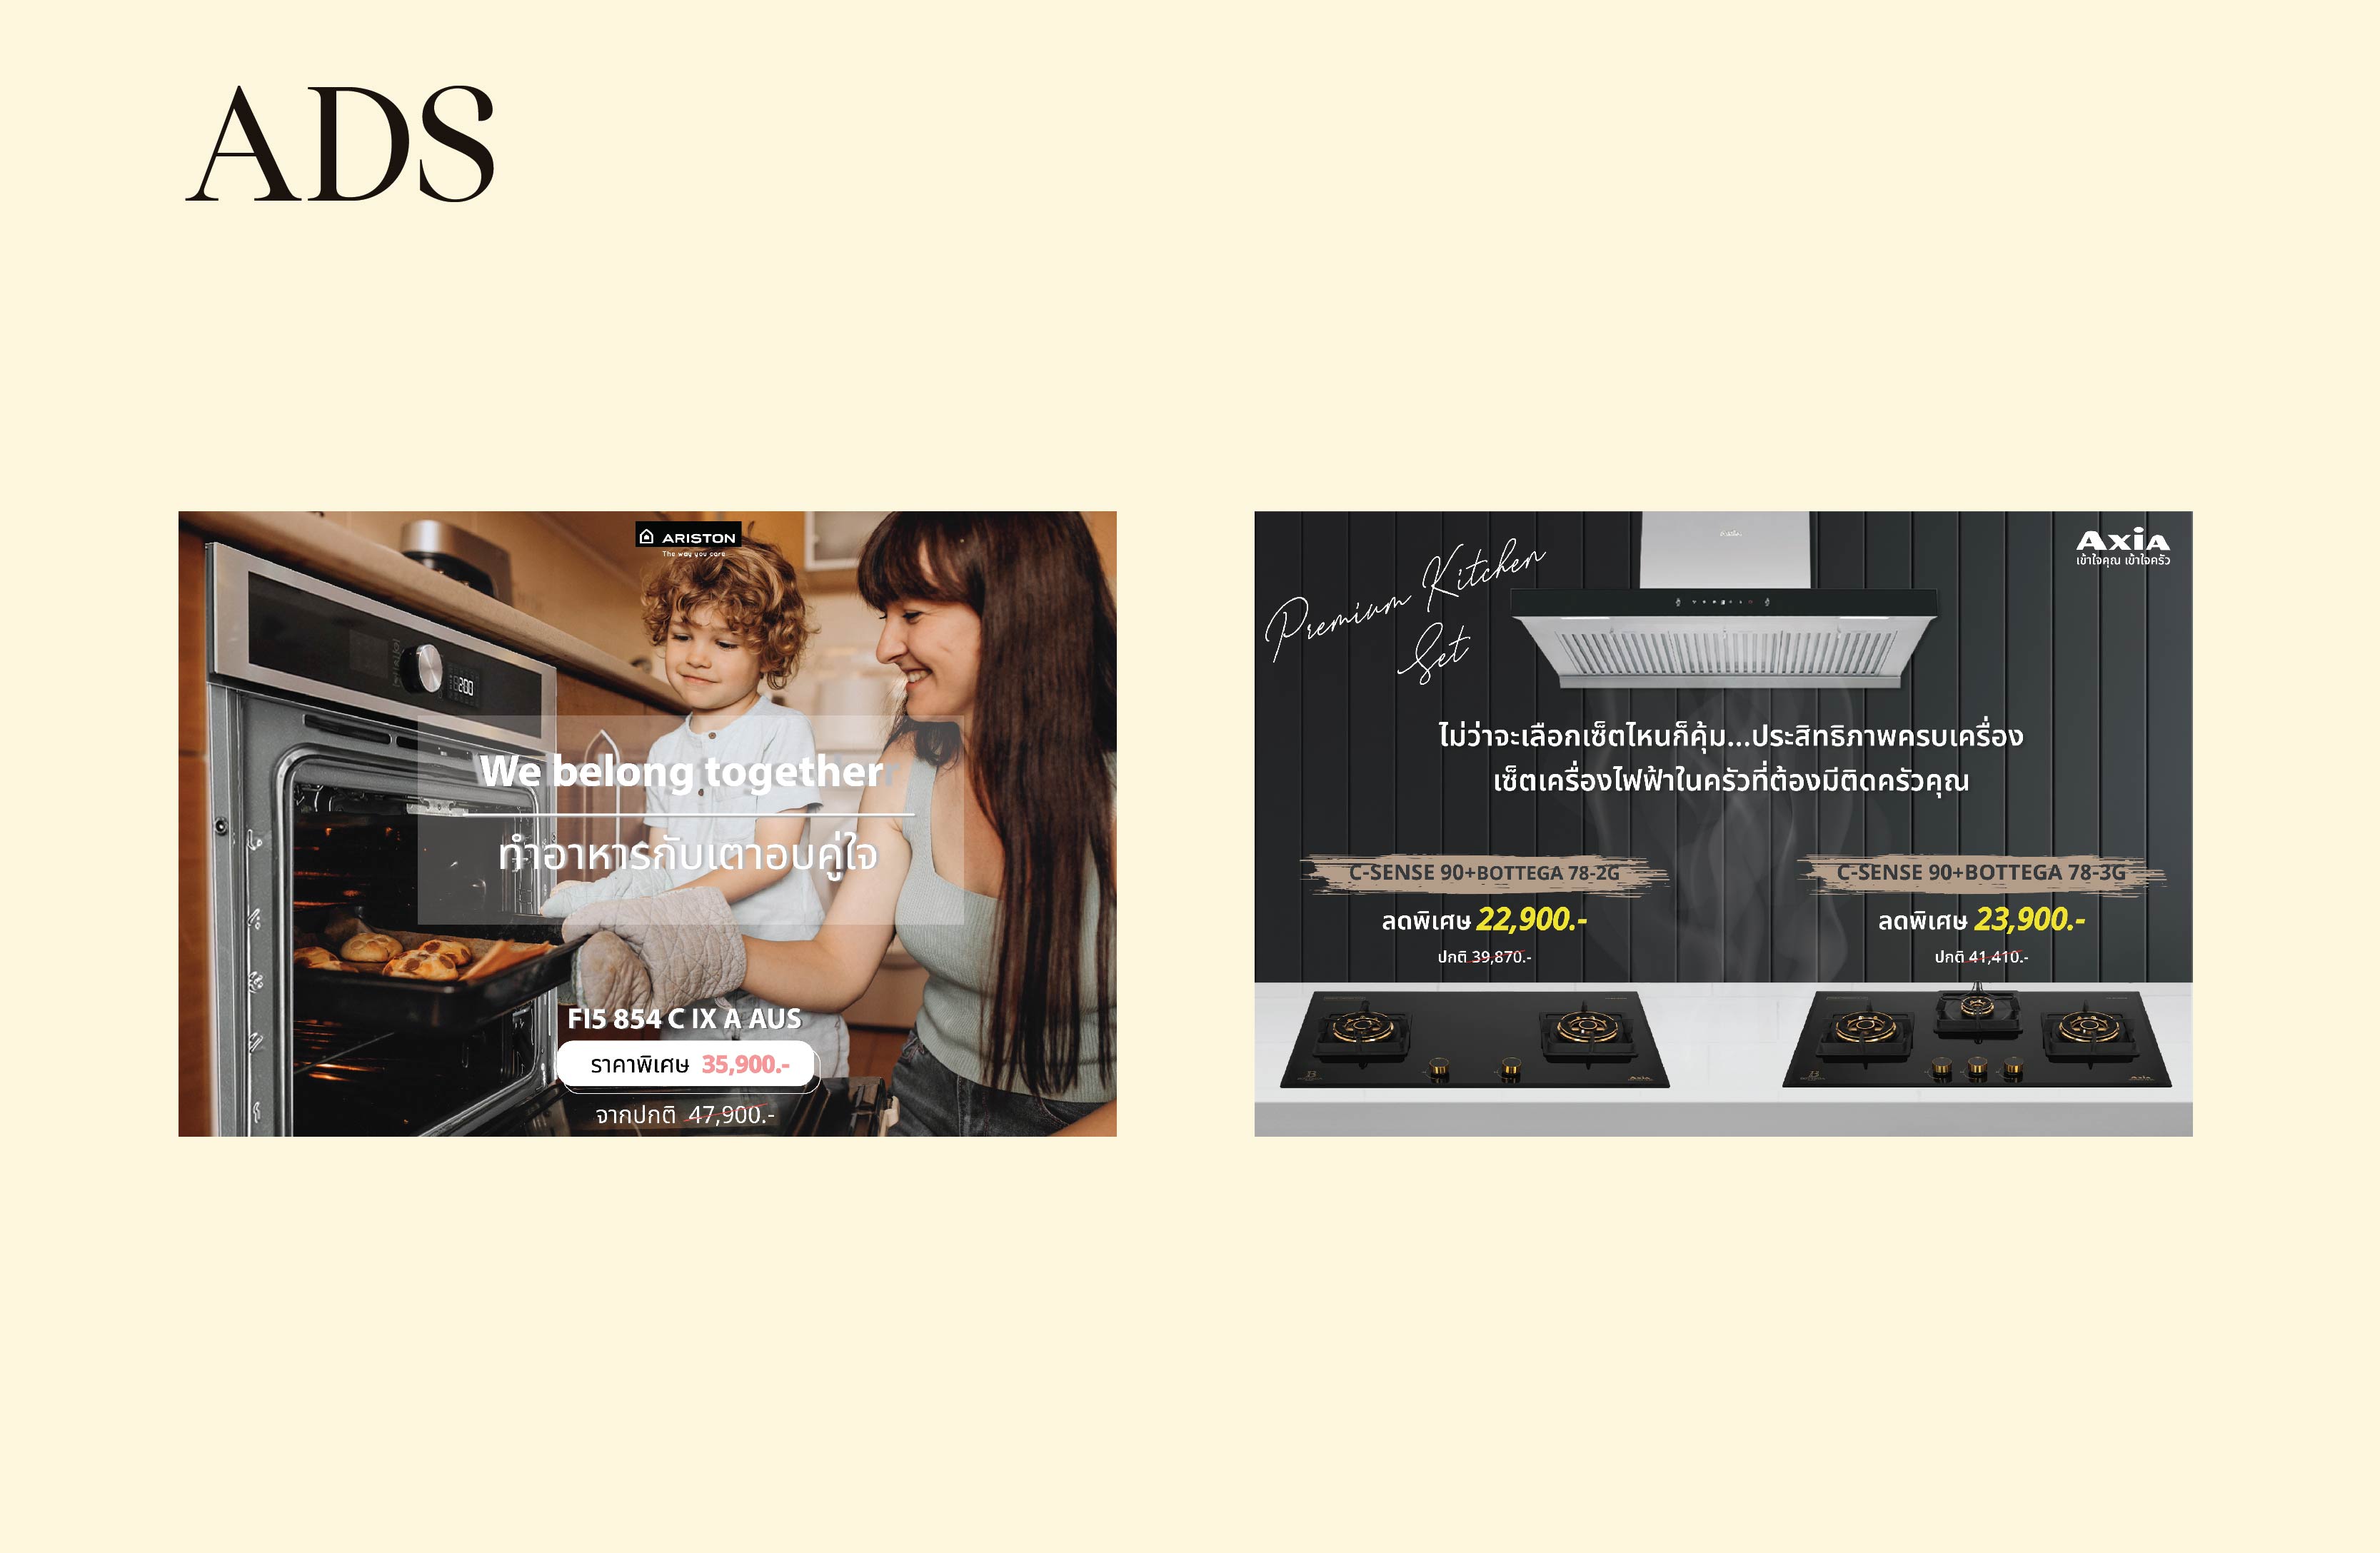 ADS
ARISTON
The way you care
200
We belong together
ทำอาหารกับเตาอบคู่ใจ
FI5 854 C IX A AUS
ราคาพิเศษ 35,900.-
จากปกติ 47,900.-
Premium Kitchen
Set
AXIA
เข้าใจคุณ เข้าใจครัว
ไม่ว่าจะเลือกเซ็ตไหนก็คุ้ม...ประสิทธิภาพครบเครื่อง
เซ็ตเครื่องไฟฟ้าในครัวที่ต้องมีติดครัวคุณ
C-SENSE 90+BOTTEGA 78-2G
ลดพิเศษ 22,900.-
ปกติ 39,870.-
C-SENSE 90+BOTTEGA 78-3G
ลดพิเศษ 23,900.-
ปกติ 41,410.-